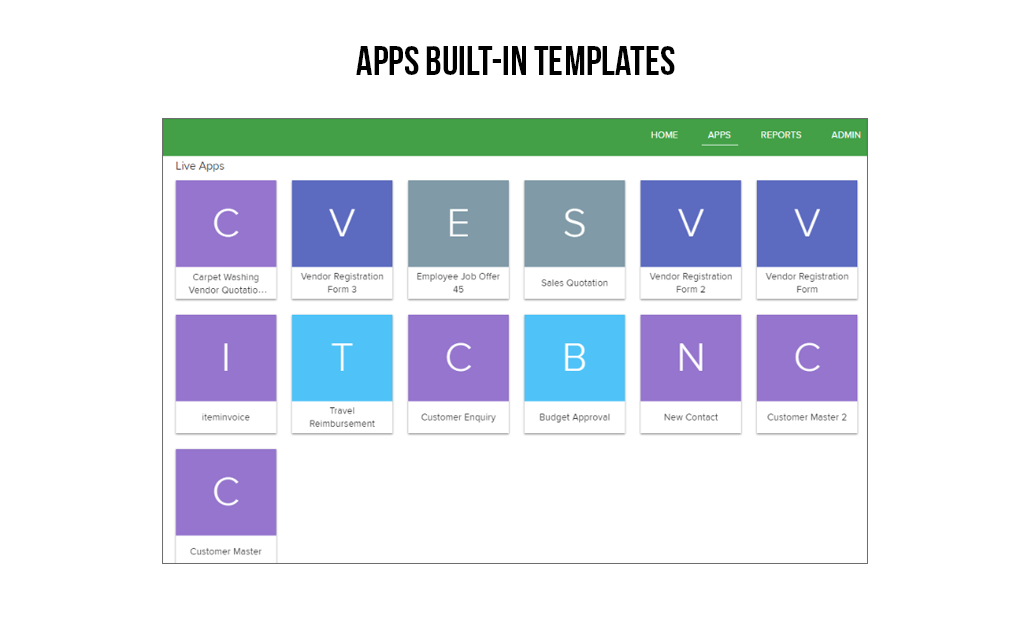 APPS BUILT-IN TEMPLATES
HOME APPS REPORTS ADMIN
Live Apps
C V E S V V
Carpet Washing
Vendor Quotatio...
Vendor Registration
Form 3
Employee Job Offer
45
Sales Quotation
Vendor Registration
Form 2
Vendor Registration
Form
I T C B N C
iteminvoice
Travel
Reimbursement
Customer Enquiry
Budget Approval
New Contact
Customer Master 2
C
Customer Master